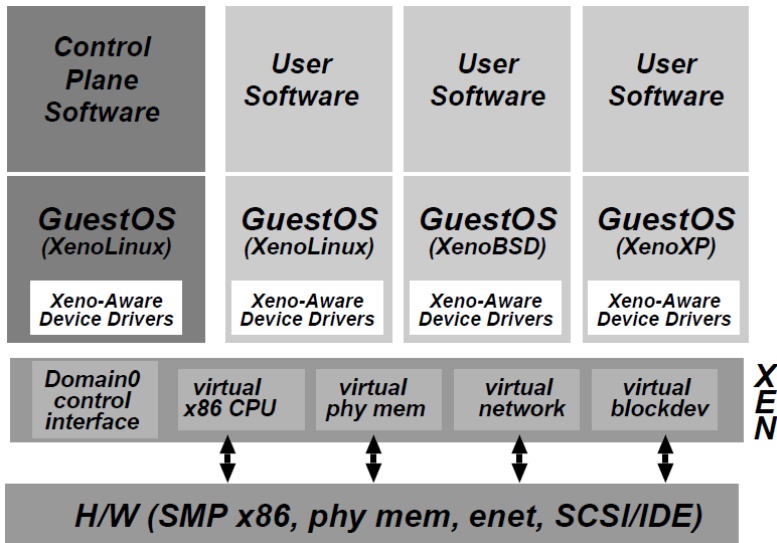 Control
Plane
Software
User
Software
User
Software
User
Software
GuestOS
(XenoLinux)
GuestOS
(XenoLinux)
GuestOS
(XenoBSD)
GuestOS
(XenoXP)
Xeno-Aware
Device Drivers
Xeno-Aware
Device Drivers
Xeno-Aware
Device Drivers
Xeno-Aware
Device Drivers
Domain0
control
interface
virtual
x86 CPU
virtual
phy mem
virtual
network
virtual
blockdev
XEN
H/W (SMP x86, phy mem, enet, SCSI/IDE)